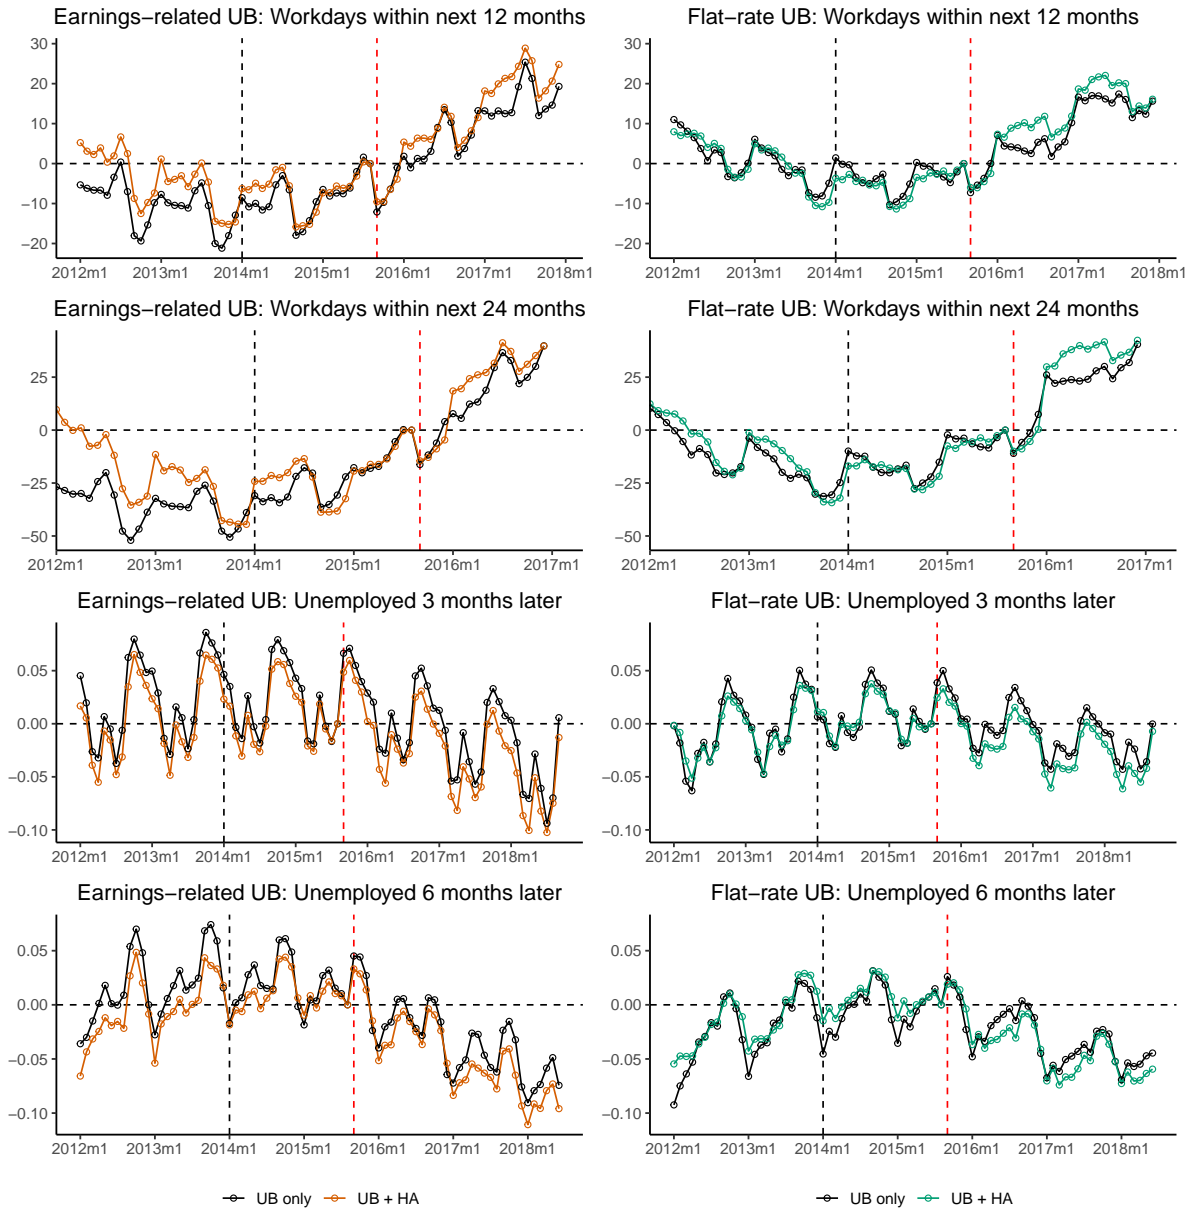 Earnings−related UB: Workdays within next 12 months
30
20
10
0
−10
−20
2012m1 2013m1 2014m1 2015m1 2016m1 2017m1 2018m1
Flat−rate UB: Workdays within next 12 months
30
20
10
0
−10
−20
2012m1 2013m1 2014m1 2015m1 2016m1 2017m1 2018m1
Earnings−related UB: Workdays within next 24 months
25
0
−25
−50
2012m1 2013m1 2014m1 2015m1 2016m1 2017m1
Flat−rate UB: Workdays within next 24 months
25
0
−25
−50
2012m1 2013m1 2014m1 2015m1 2016m1 2017m1
Earnings−related UB: Unemployed 3 months later
0.05
0.00
−0.05
−0.10
2012m1 2013m1 2014m1 2015m1 2016m1 2017m1 2018m1
Flat−rate UB: Unemployed 3 months later
0.05
0.00
−0.05
−0.10
2012m1 2013m1 2014m1 2015m1 2016m1 2017m1 2018m1
Earnings−related UB: Unemployed 6 months later
0.05
0.00
−0.05
−0.10
2012m1 2013m1 2014m1 2015m1 2016m1 2017m1 2018m1
Flat−rate UB: Unemployed 6 months later
0.05
0.00
−0.05
−0.10
2012m1 2013m1 2014m1 2015m1 2016m1 2017m1 2018m1
UB only UB + HA
UB only UB + HA